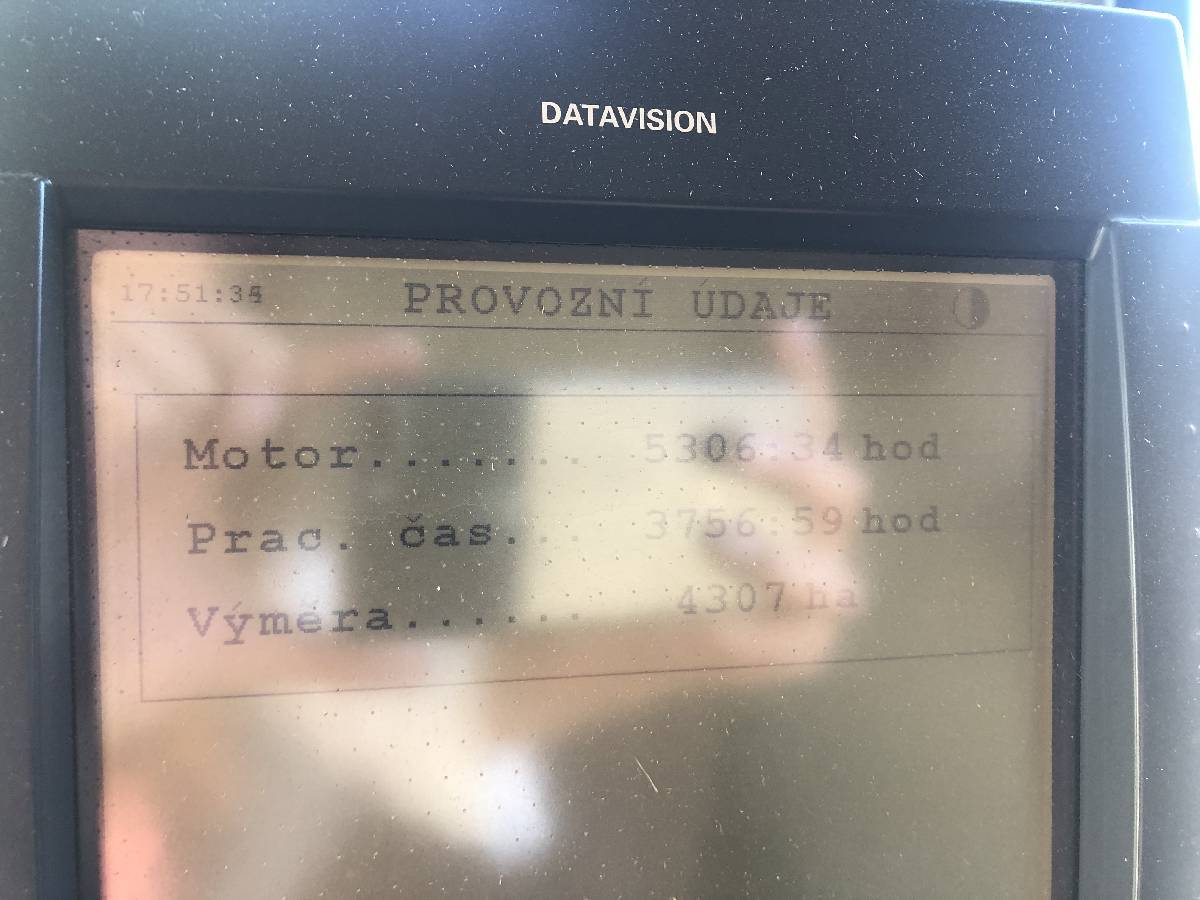 DATAVISION
17:51:34 PROVOZNÍ ÚDAJE
Motor....... 5306:34 hod
Prac. čas... 3756:59 hod
Výměra...... 4307 ha